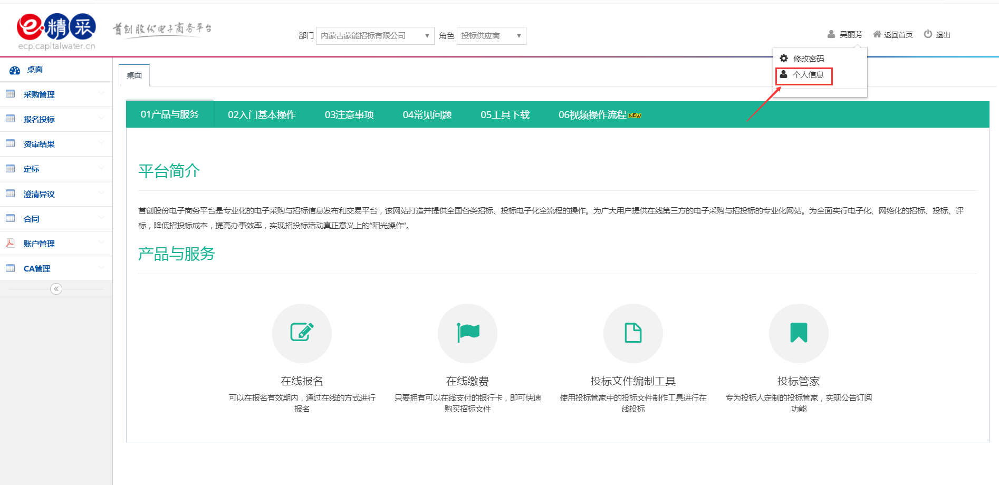 e·精采
ecp.capitalwater.cn
首创股份电子商务平台
部门 内蒙古蒙能招标有限公司 ▼ 角色 投标供应商 ▼
吴丽芳 返回首页 退出
修改密码
个人信息
桌面
采购管理
报名投标
资审结果
定标
澄清异议
合同
账户管理
CA管理
桌面
01产品与服务 02入门基本操作 03注意事项 04常见问题 05工具下载 06视频操作流程 NEW
平台简介
首创股份电子商务平台是专业化的电子采购与招标信息发布和交易平台，该网站打造并提供全国各类招标、投标电子化全流程的操作。为广大用户提供在线第三方的电子采购与招投标的专业化网站。为全面实行电子化、网络化的招标、投标、评
标，降低招投标成本，提高办事效率，实现招投标活动真正意义上的“阳光操作”。
产品与服务
在线报名
可以在报名有效期内，通过在线的方式进行
报名
在线缴费
只要拥有可以在线支付的银行卡，即可快速
购买招标文件
投标文件编制工具
使用投标管家中的投标文件制作工具进行在
线投标
投标管家
专为投标人定制的投标管家，实现公告订阅
功能